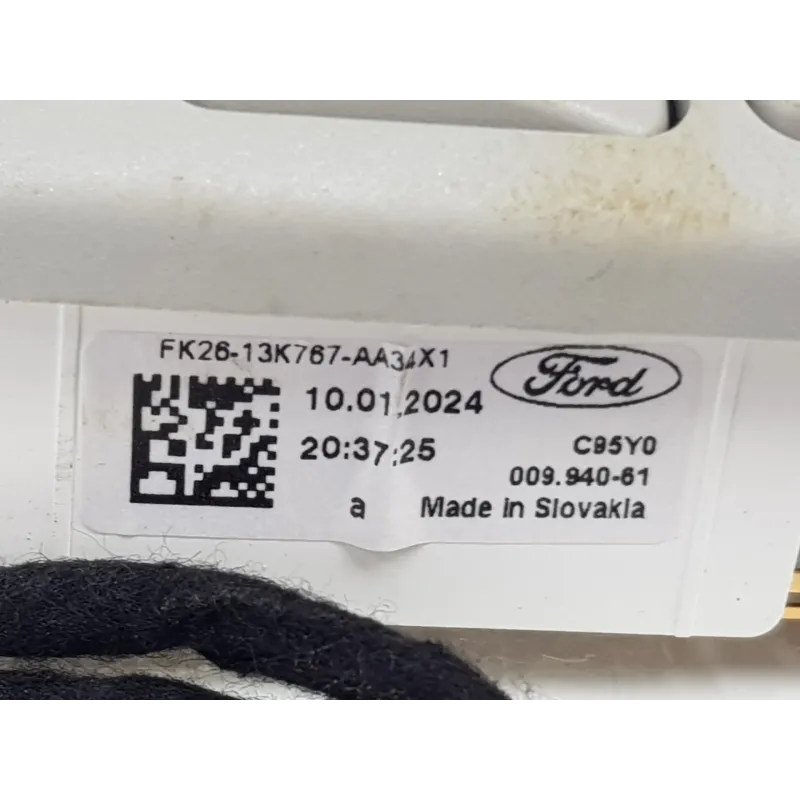 FK26-13K767-AA34X1
Ford
10.01.2024
20:37:25
C95Y0
009.940-61
a
Made in Slovakia